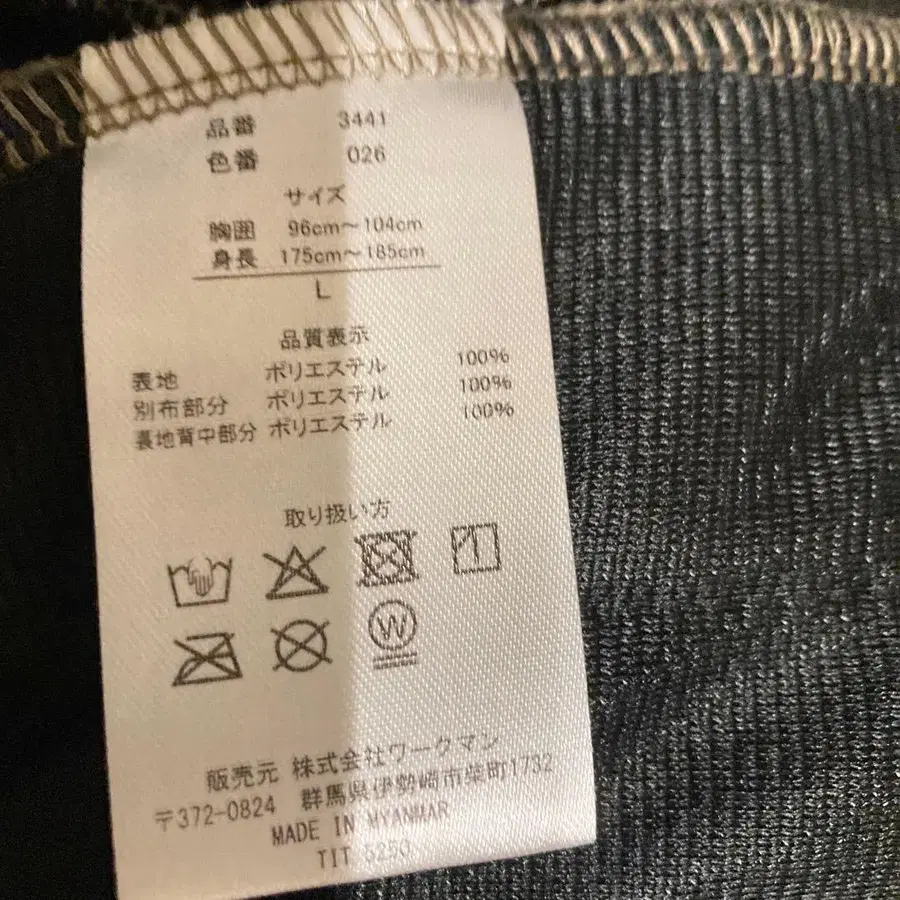 品番 3441
色番 026
サイズ
胸囲 96cm～104cm
身長 175cm～185cm
L
品質表示
表地 ポリエステル 100%
別布部分 ポリエステル 100%
裏地背中部分 ポリエステル 100%
取り扱い方
W
販売元 株式会社ワークマン
〒372-0824 群馬県伊勢崎市柴町1732
MADE IN MYANMAR
TIT 5250